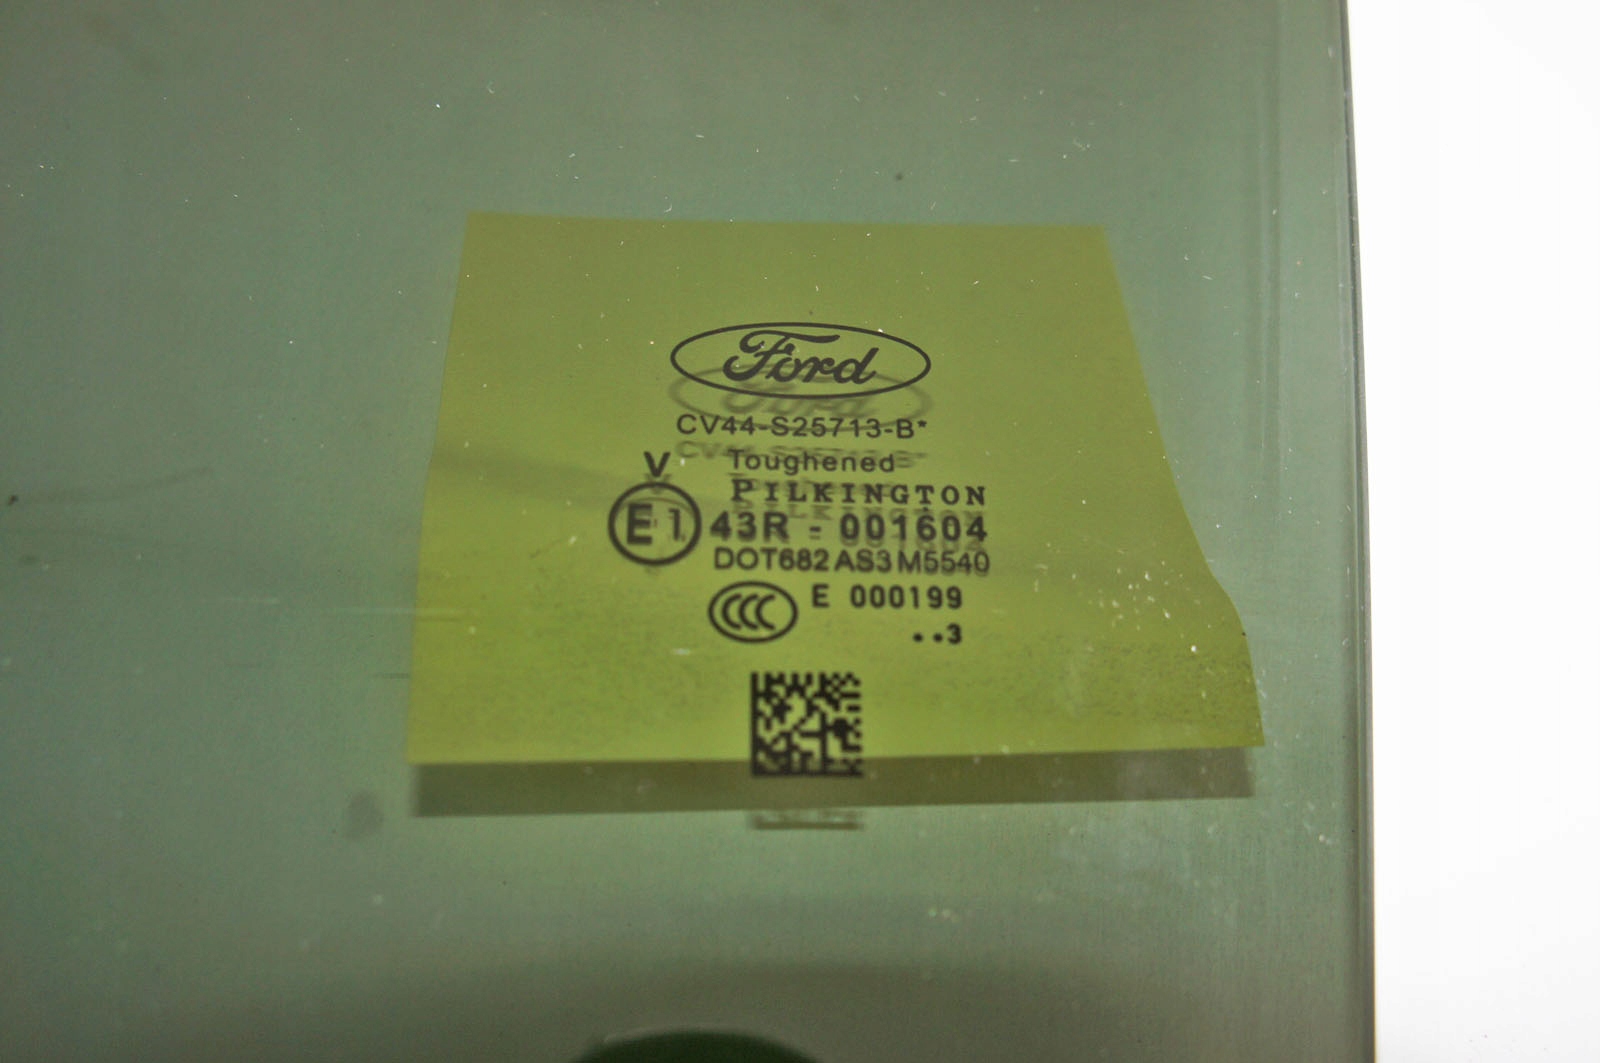 Ford
CV44-S25713-B*
V Toughened
PILKINGTON
E1 43R - 001604
DOT682 AS3 M5540
CCC E 000199
..3